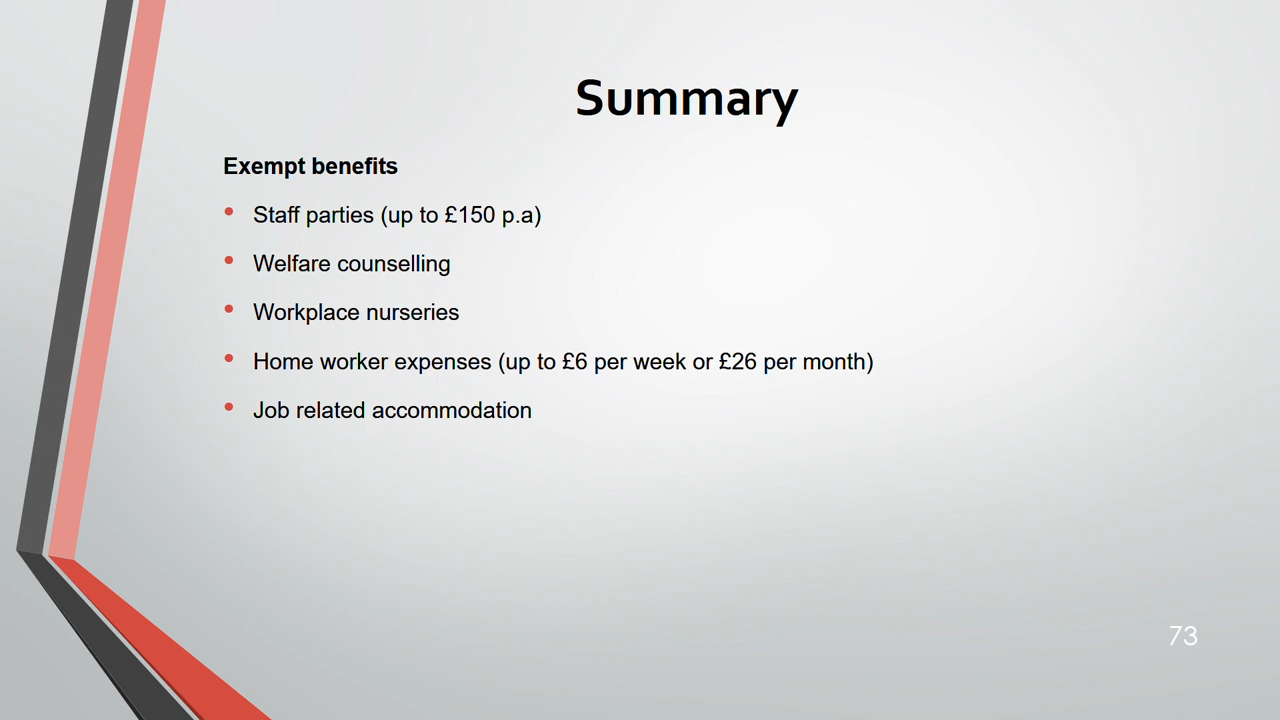 Summary
Exempt benefits
• Staff parties (up to £150 p.a)
• Welfare counselling
• Workplace nurseries
• Home worker expenses (up to £6 per week or £26 per month)
• Job related accommodation
73